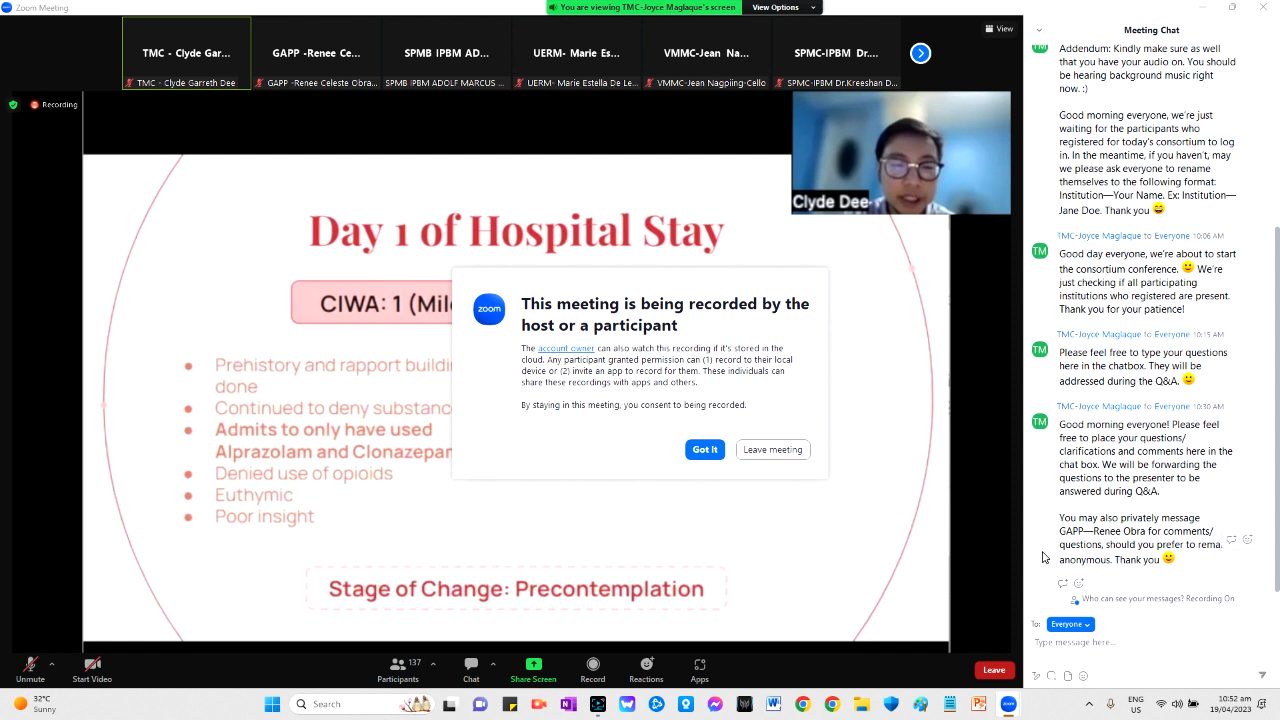 Zoom Meeting
You are viewing TMC-Joyce Maglaque's screen
View Options
View
TMC - Clyde Gar...
GAPP -Renee Ce...
SPMB IPBM AD...
UERM- Marie Es...
VMMC-Jean Na...
SPMC-IPBM Dr....
TMC - Clyde Garreth Dee
GAPP -Renee Celeste Obra...
SPMB IPBM ADOLF MARCUS ...
UERM- Marie Estella De Le...
VMMC-Jean Nagpiing-Cello
SPMC-IPBM Dr.Kreeshan D...
Recording
Clyde Dee
Day 1 of Hospital Stay
CIWA: 1 (Mil
Prehistory and rapport buildi
done
Continued to deny substanc
Admits to only have used
Alprazolam and Clonazepam
Denied use of opioids
Euthymic
Poor insight
Stage of Change: Precontemplation
zoom
This meeting is being recorded by the
host or a participant
The account owner can also watch this recording if it's stored in the
cloud. Any participant granted permission can (1) record to their local
device or (2) invite an app to record for them. These individuals can
share these recordings with apps and others.
By staying in this meeting, you consent to being recorded.
Got it
Leave meeting
Meeting Chat
TM
Addendum: Kindly make sure as well
that you have your audio on. You should
be hearing background music right
now. :)
Good morning everyone, we're just
waiting for the participants who
registered for today's consortium to log
in. In the meantime, if you haven't, may
we please ask everyone to rename
themselves to the following format:
Institution—Your Name. Ex: Institution—
Jane Doe. Thank you 😄
TMC-Joyce Maglaque to Everyone 10:06 AM
TM
Good day everyone, we're about to start
the consortium conference. 🙂 We're
just checking if all participating
institutions who registered are present.
Thank you for your patience!
TMC-Joyce Maglaque to Everyone 10:15 AM
TM
Please feel free to type your questions
here in the chatbox. They will be
addressed during the Q&A. 🙂
TMC-Joyce Maglaque to Everyone 10:30 AM
TM
Good morning everyone! Please feel
free to place your questions/
clarifications and comments here in the
chat box. We will be forwarding the
questions to the presenter to be
answered during Q&A.
You may also privately message
GAPP—Renee Obra for comments/
questions, should you prefer to rema.
anonymous. Thank you 🙂
Who can see your messages? Recording On
To: Everyone
Type message here...
Unmute
Start Video
137
Participants
Chat
Share Screen
Record
Reactions
Apps
Leave
32°C
Sunny
Search
ENG
US
10:52 am
19/04/2023